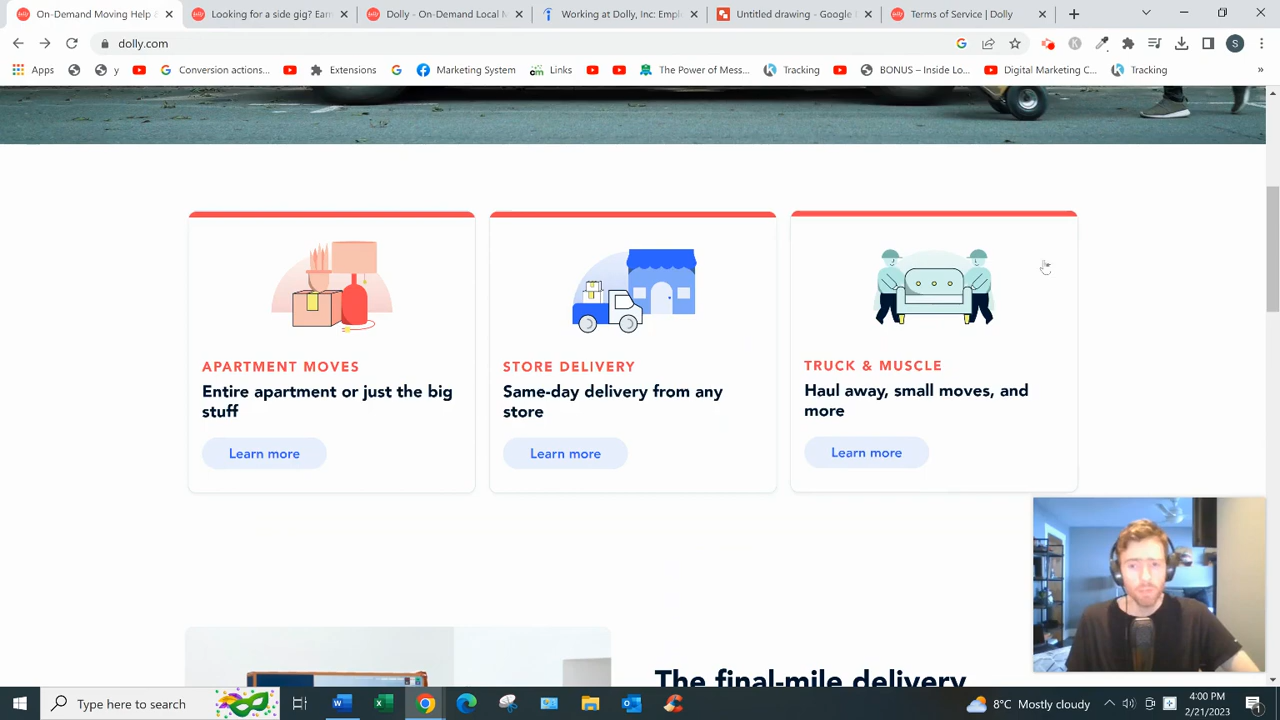 On-Demand Moving Help &
Looking for a side gig? Earn
Dolly - On-Demand Local M
Working at Dolly, Inc: Empl
Untitled drawing - Google
Terms of Service | Dolly
dolly.com
S
Apps
y
Conversion actions...
Extensions
Marketing System
Links
The Power of Mess...
Tracking
BONUS – Inside Lo...
Digital Marketing C...
Tracking
»
APARTMENT MOVES
Entire apartment or just the big
stuff
Learn more
STORE DELIVERY
Same-day delivery from any
store
Learn more
TRUCK & MUSCLE
Haul away, small moves, and
more
Learn more
The final-mile delivery
Type here to search
8°C Mostly cloudy
4:00 PM
2/21/2023
1